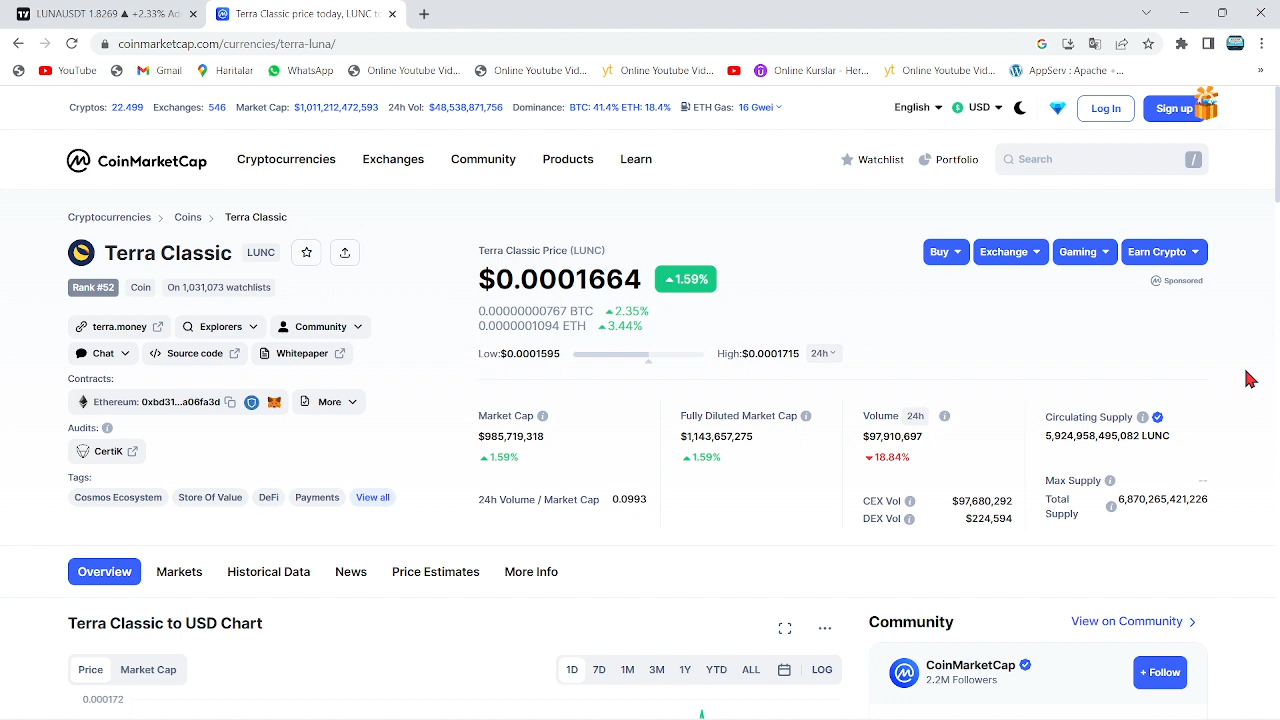 LUNAUSDT 1.8269 ▲ +2.33% Ad
Terra Classic price today, LUNC to
coinmarketcap.com/currencies/terra-luna/
YouTube
Gmail
Haritalar
WhatsApp
Online Youtube Vid...
Online Youtube Vid...
Online Youtube Vid...
Online Kurslar - Her...
Online Youtube Vid...
AppServ : Apache +...
»
Cryptos: 22.499 Exchanges: 546 Market Cap: $1,011,212,472,593 24h Vol: $48,538,871,756 Dominance: BTC: 41.4% ETH: 18.4% ETH Gas: 16 Gwei
English USD Log In Sign up
CoinMarketCap
Cryptocurrencies Exchanges Community Products Learn
Watchlist Portfolio Search /
Cryptocurrencies > Coins > Terra Classic
Terra Classic LUNC
Rank #52 Coin On 1,031,073 watchlists
terra.money Explorers Community
Chat Source code Whitepaper
Contracts:
Ethereum: 0xbd31...a06fa3d More
Audits:
CertiK
Tags:
Cosmos Ecosystem Store Of Value DeFi Payments View all
Terra Classic Price (LUNC)
$0.0001664 1.59%
0.00000000767 BTC 2.35%
0.0000001094 ETH 3.44%
Low:$0.0001595 High:$0.0001715 24h
Buy Exchange Gaming Earn Crypto
Sponsored
Market Cap
$985,719,318
1.59%
24h Volume / Market Cap 0.0993
Fully Diluted Market Cap
$1,143,657,275
1.59%
Volume 24h
$97,910,697
18.84%
CEX Vol $97,680,292
DEX Vol $224,594
Circulating Supply
5,924,958,495,082 LUNC
Max Supply --
Total Supply 6,870,265,421,226
Overview Markets Historical Data News Price Estimates More Info
Terra Classic to USD Chart
Price Market Cap
1D 7D 1M 3M 1Y YTD ALL LOG
0.000172
Community
View on Community >
CoinMarketCap
2.2M Followers
+ Follow